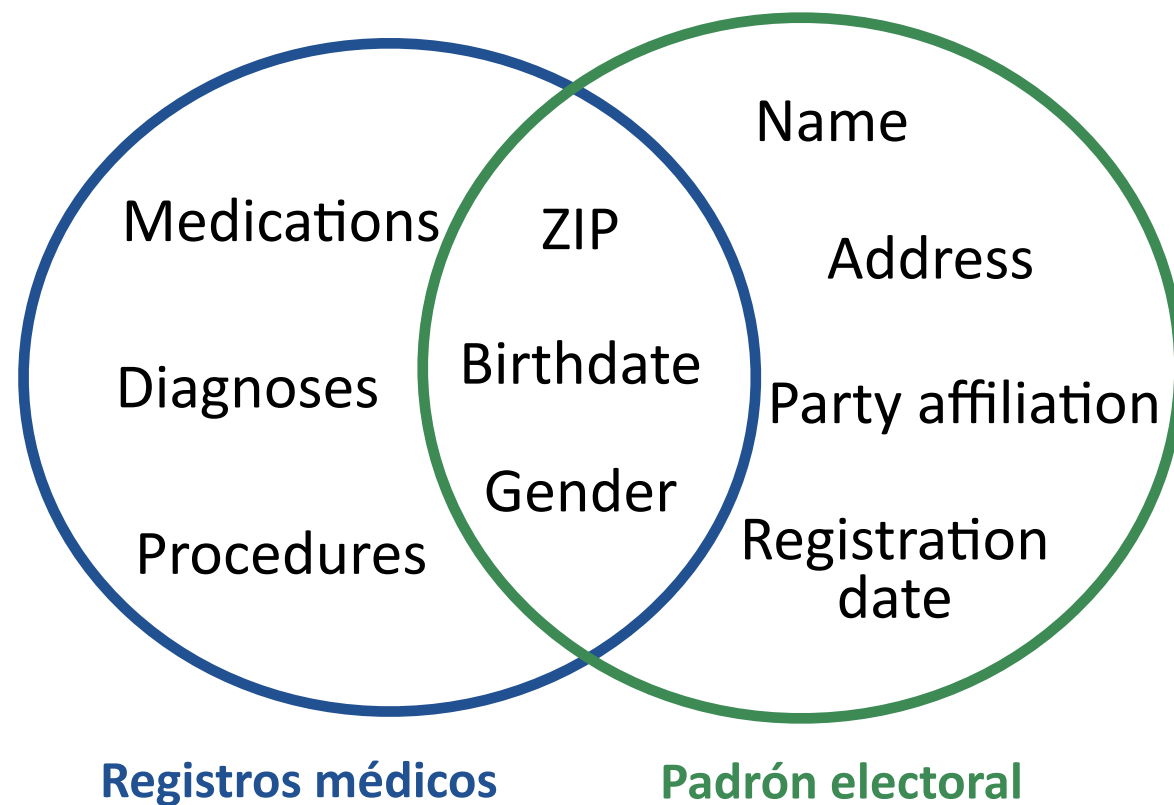 Name
Medications
ZIP
Address
Birthdate
Diagnoses
Party affiliation
Gender
Procedures
Registration
date
Registros médicos
Padrón electoral